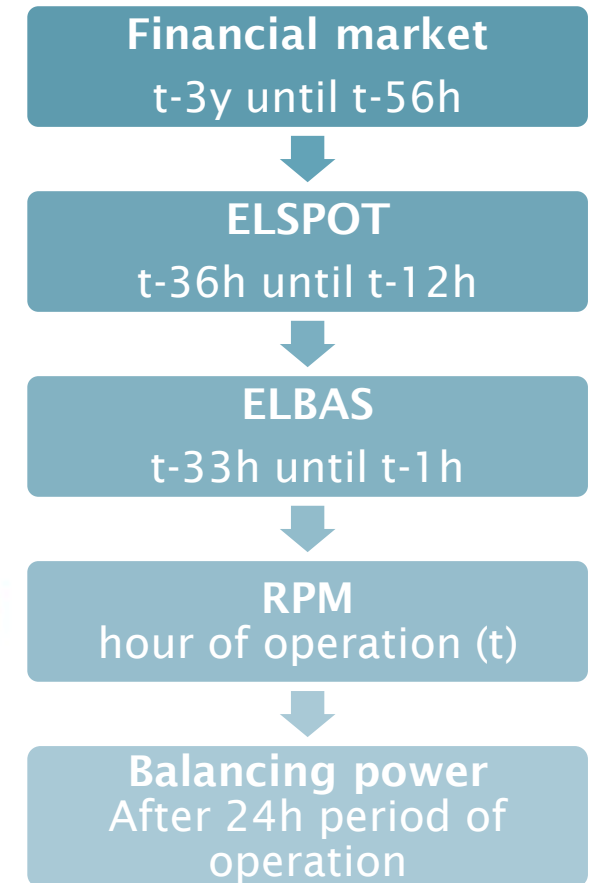 Financial market
t-3y until t-56h
ELSPOT
t-36h until t-12h
ELBAS
t-33h until t-1h
RPM
hour of operation (t)
Balancing power
After 24h period of
operation